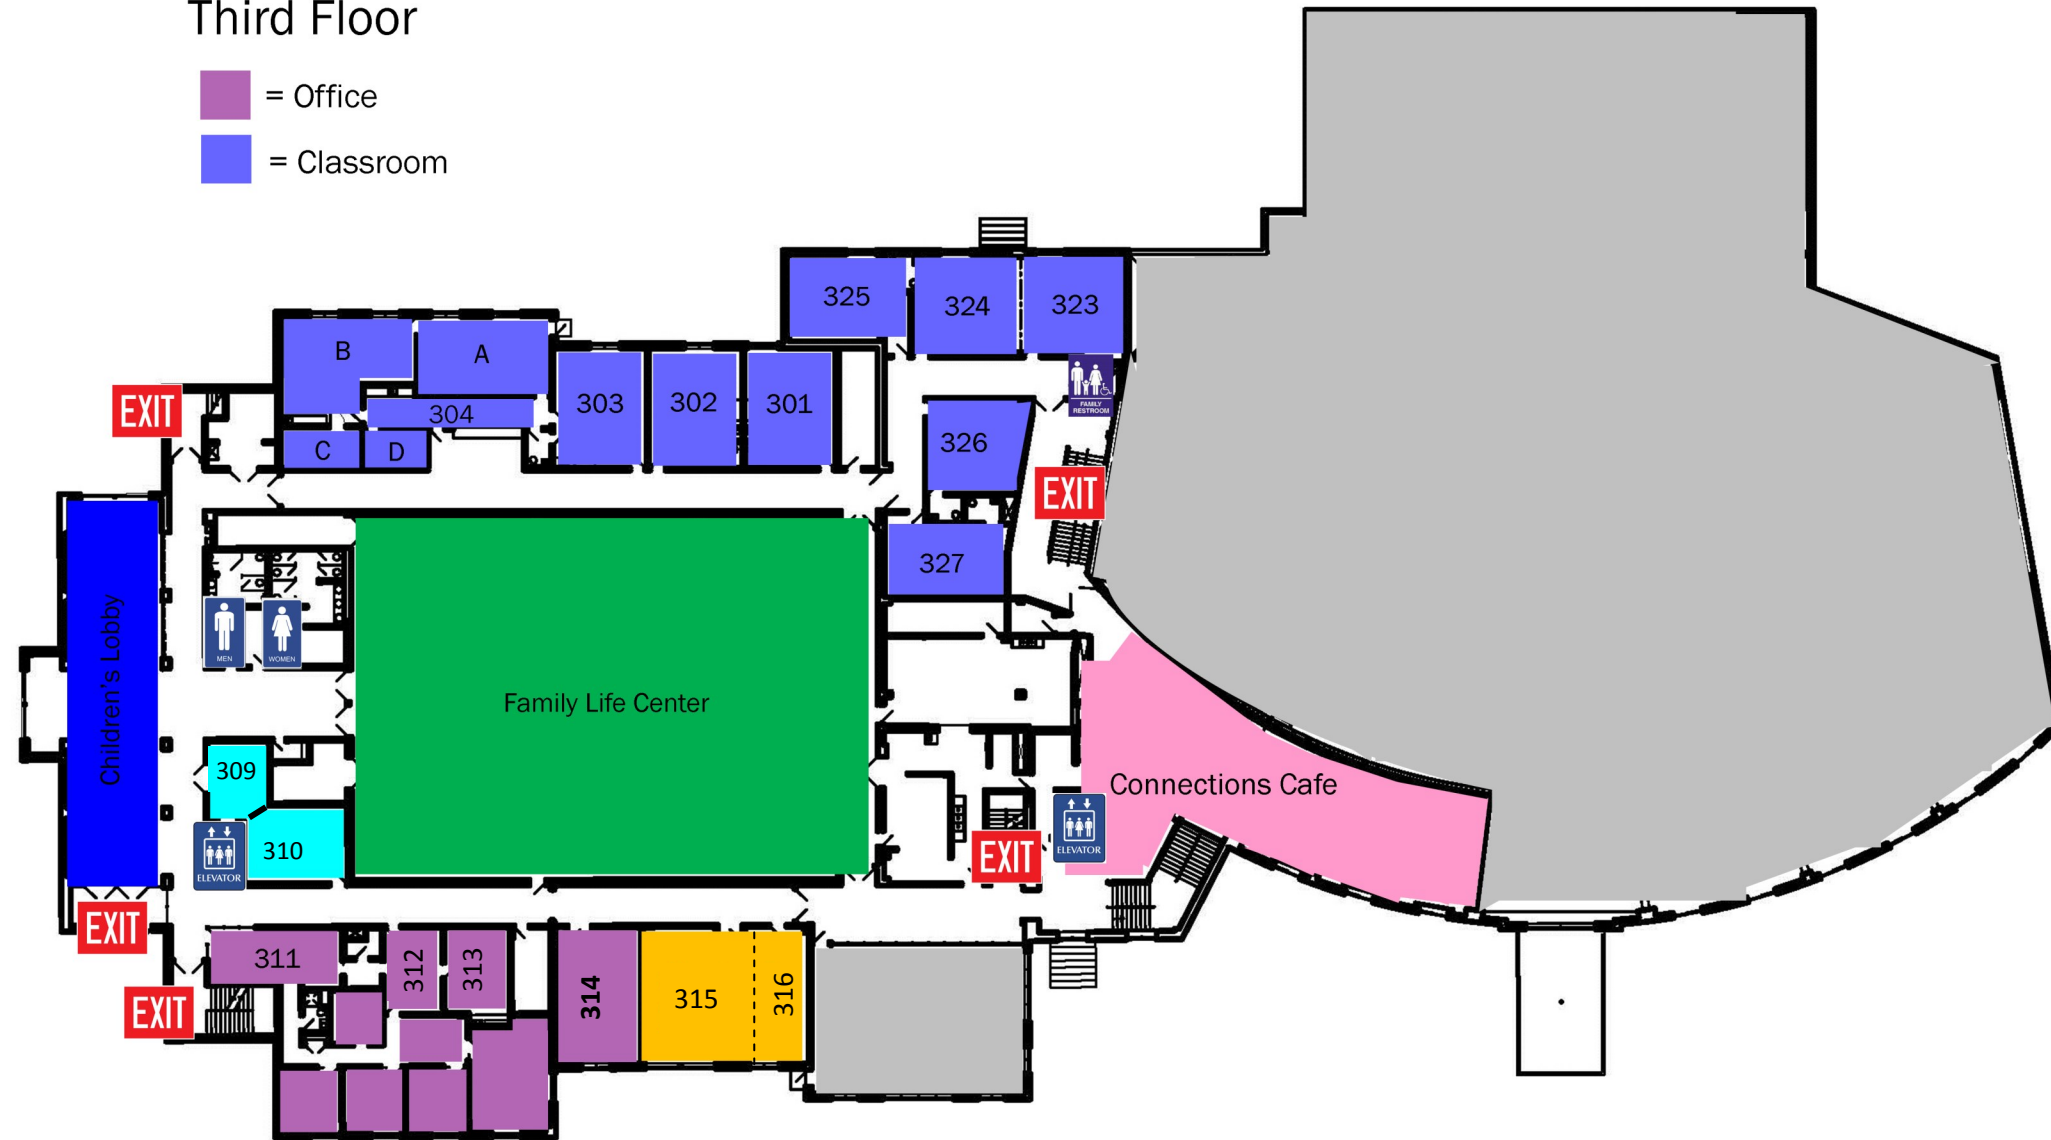 Third Floor
= Office
= Classroom
325
324
323
B
A
303
302
301
304
C
D
EXIT
FAMILY
RESTROOM
326
EXIT
327
Children's Lobby
MEN
WOMEN
Family Life Center
309
310
ELEVATOR
Connections Cafe
ELEVATOR
EXIT
EXIT
311
312
313
314
315
316
EXIT